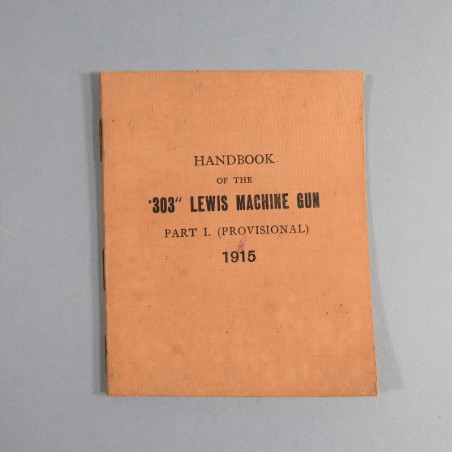 HANDBOOK
OF THE
·303" LEWIS MACHINE GUN
PART I. (PROVISIONAL)
1915